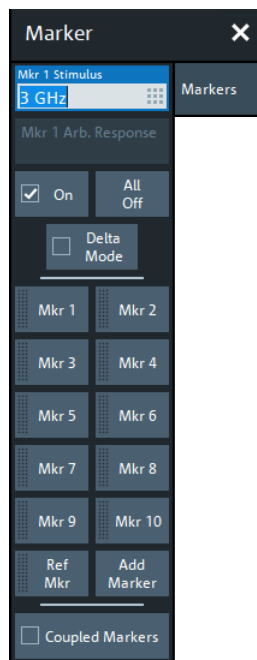 Marker
Mkr 1 Stimulus
3 GHz
Markers
Mkr 1 Arb. Response
On
All
Off
Delta
Mode
Mkr 1
Mkr 2
Mkr 3
Mkr 4
Mkr 5
Mkr 6
Mkr 7
Mkr 8
Mkr 9
Mkr 10
Ref
Mkr
Add
Marker
Coupled Markers